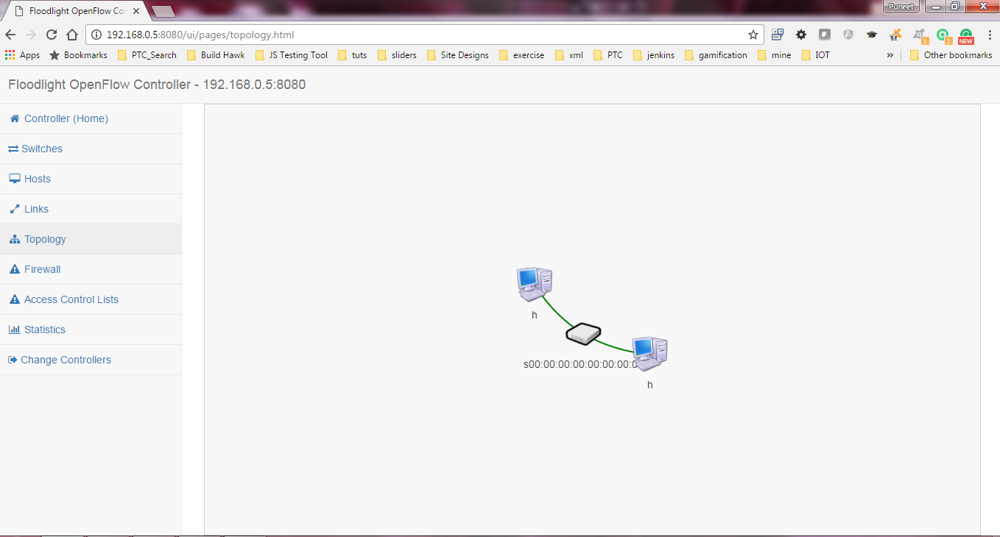 Floodlight OpenFlow Co
Puneet
192.168.0.5:8080/ui/pages/topology.html
1 1 NEW
Apps Bookmarks PTC_Search Build Hawk JS Testing Tool tuts sliders Site Designs exercise xml PTC jenkins gamification mine IOT » Other bookmarks
Floodlight OpenFlow Controller - 192.168.0.5:8080
Controller (Home)
Switches
Hosts
Links
Topology
Firewall
Access Control Lists
Statistics
Change Controllers
h
s00:00:00:00:00:00:00:0
h